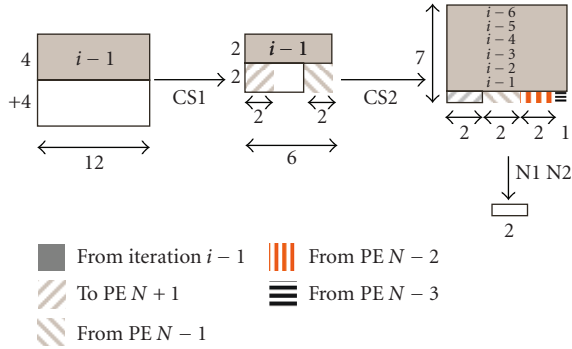 4
i − 1
+4
12
CS1
2
i − 1
2
2
2
6
CS2
7
i − 6
i − 5
i − 4
i − 3
i − 2
i − 1
2
2
2
1
N1 N2
2
From iteration i − 1
To PE N + 1
From PE N − 1
From PE N − 2
From PE N − 3